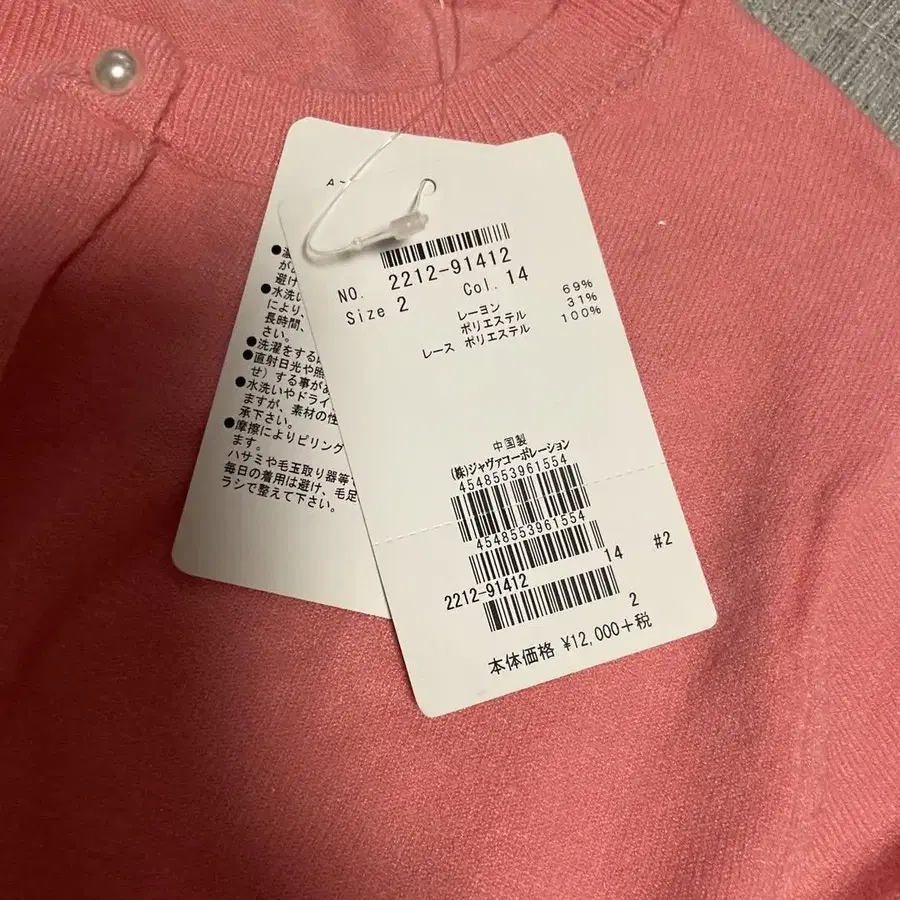 NO. 2212-91412
Size 2 Col. 14
レーヨン 69%
ポリエステル 31%
レース ポリエステル 100%
中国製
(株)ジャヴァコーポレーション
4548553961554
4548553961554
2212-91412 14 #2
2
本体価格 ¥12,000+税
が
避け
●水洗い
により、
長時間、
さい。
●洗濯をする
●直射日光や照
せ)する事があ
●水洗いやドライ
ますが、素材の性
承下さい。
●摩擦によりピリング
ます。
ハサミや毛玉取り器等
毎日の着用は避け、毛足
ラシで整えて下さい。